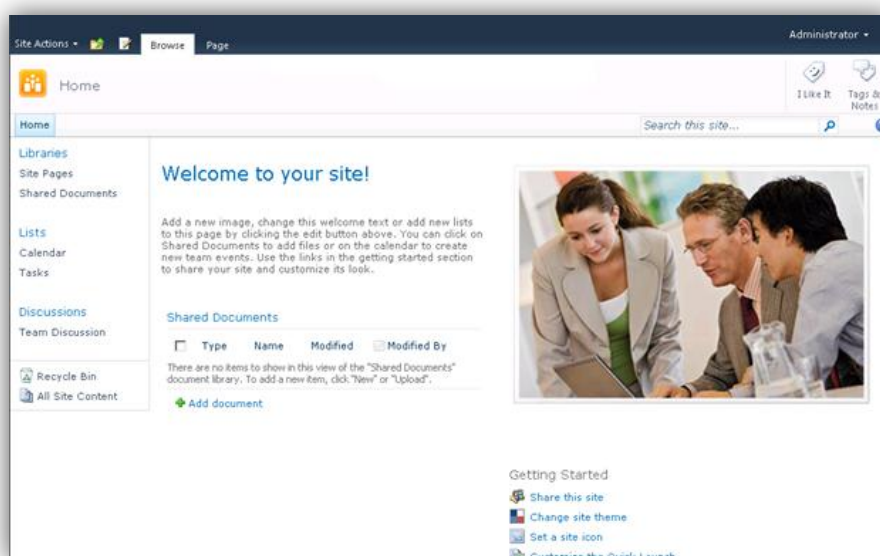 Site Actions
Browse
Page
Administrator
Home
I Like It
Tags &
Notes
Home
Search this site...
Libraries
Site Pages
Shared Documents
Lists
Calendar
Tasks
Discussions
Team Discussion
Recycle Bin
All Site Content
Welcome to your site!
Add a new image, change this welcome text or add new lists
to this page by clicking the edit button above. You can click on
Shared Documents to add files or on the calendar to create
new team events. Use the links in the getting started section
to share your site and customize its look.
Shared Documents
Type Name Modified Modified By
There are no items to show in this view of the "Shared Documents"
document library. To add a new item, click "New" or "Upload".
Add document
Getting Started
Share this site
Change site theme
Set a site icon
Customize the Quick Launch